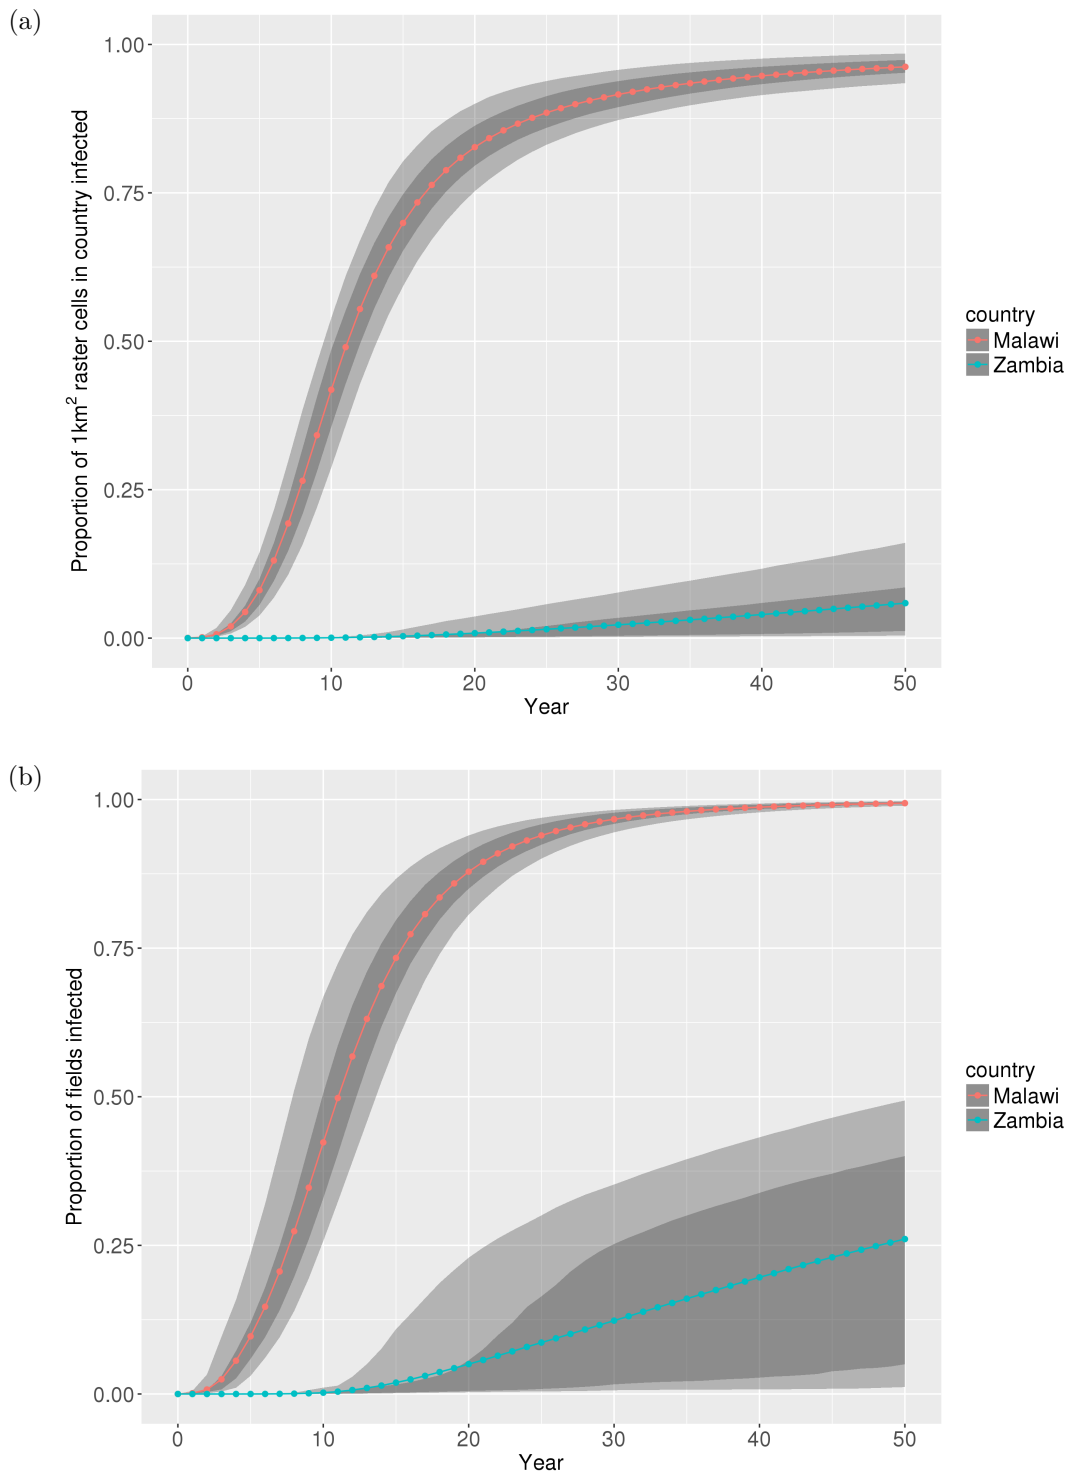 (a)
1.00
0.75
0.50
0.25
0.00
Proportion of 1km² raster cells in country infected
0 10 20 30 40 50
Year
country
Malawi
Zambia
(b)
1.00
0.75
0.50
0.25
0.00
Proportion of fields infected
0 10 20 30 40 50
Year
country
Malawi
Zambia